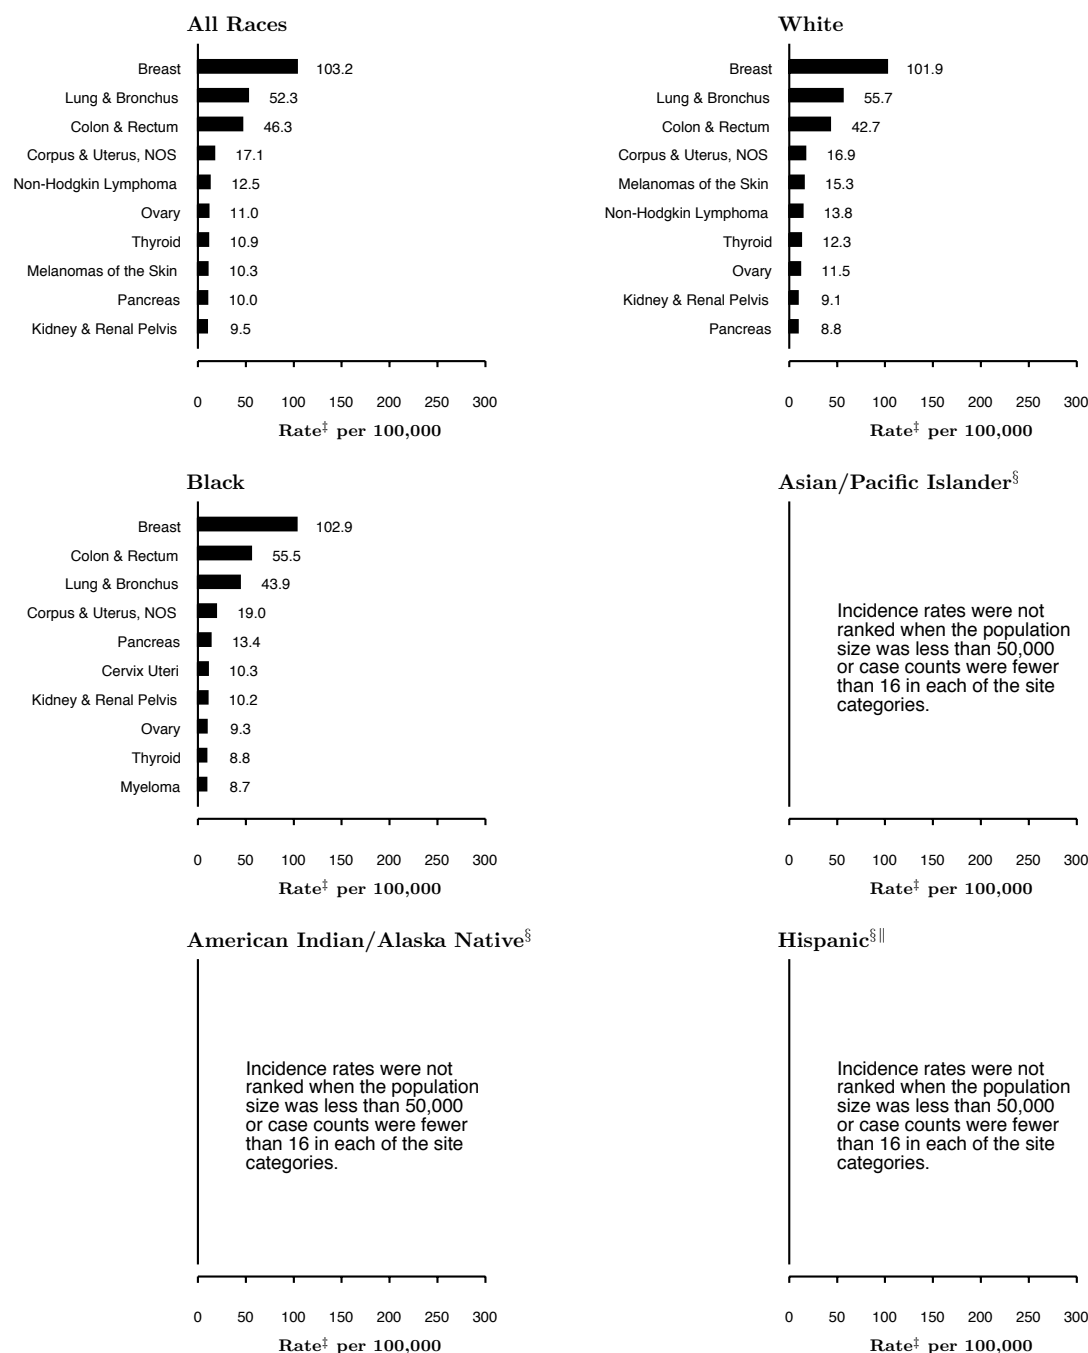 All Races
Breast 103.2
Lung & Bronchus 52.3
Colon & Rectum 46.3
Corpus & Uterus, NOS 17.1
Non-Hodgkin Lymphoma 12.5
Ovary 11.0
Thyroid 10.9
Melanomas of the Skin 10.3
Pancreas 10.0
Kidney & Renal Pelvis 9.5
0 50 100 150 200 250 300
Rate‡ per 100,000
White
Breast 101.9
Lung & Bronchus 55.7
Colon & Rectum 42.7
Corpus & Uterus, NOS 16.9
Melanomas of the Skin 15.3
Non-Hodgkin Lymphoma 13.8
Thyroid 12.3
Ovary 11.5
Kidney & Renal Pelvis 9.1
Pancreas 8.8
0 50 100 150 200 250 300
Rate‡ per 100,000
Black
Breast 102.9
Colon & Rectum 55.5
Lung & Bronchus 43.9
Corpus & Uterus, NOS 19.0
Pancreas 13.4
Cervix Uteri 10.3
Kidney & Renal Pelvis 10.2
Ovary 9.3
Thyroid 8.8
Myeloma 8.7
0 50 100 150 200 250 300
Rate‡ per 100,000
Asian/Pacific Islander§
Incidence rates were not
ranked when the population
size was less than 50,000
or case counts were fewer
than 16 in each of the site
categories.
0 50 100 150 200 250 300
Rate‡ per 100,000
American Indian/Alaska Native§
Incidence rates were not
ranked when the population
size was less than 50,000
or case counts were fewer
than 16 in each of the site
categories.
0 50 100 150 200 250 300
Rate‡ per 100,000
Hispanic§‖
Incidence rates were not
ranked when the population
size was less than 50,000
or case counts were fewer
than 16 in each of the site
categories.
0 50 100 150 200 250 300
Rate‡ per 100,000